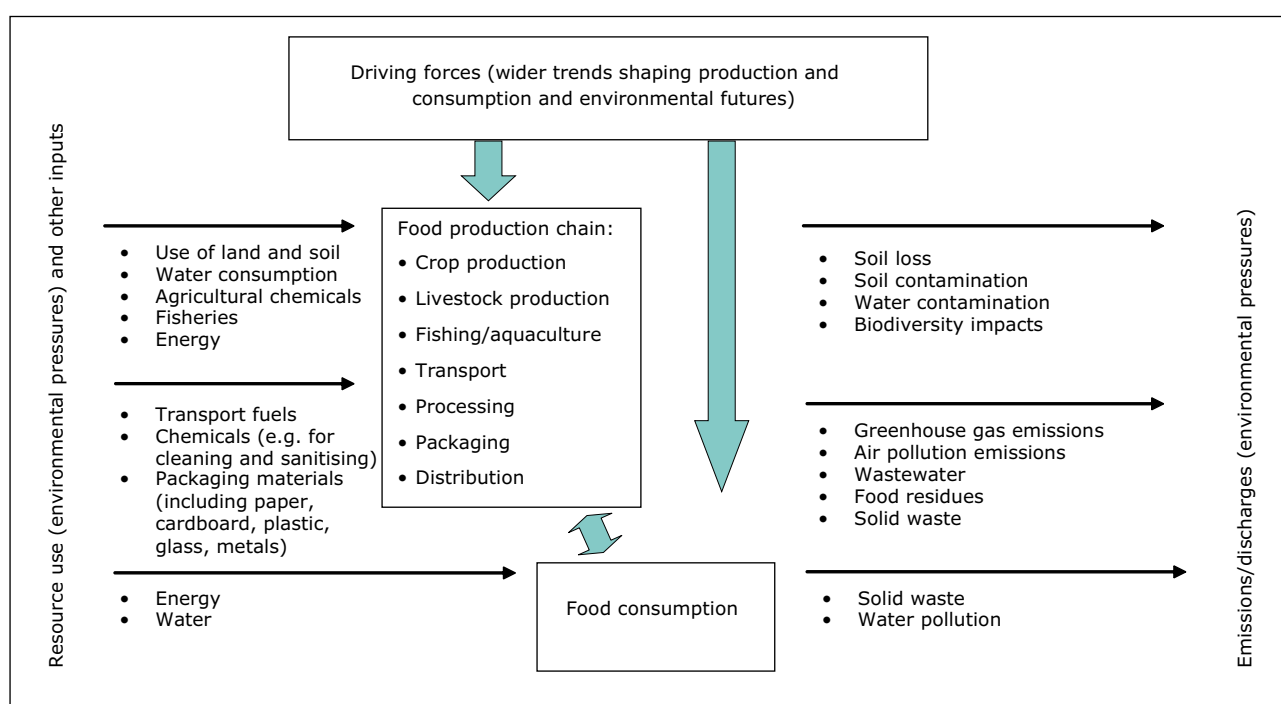 Driving forces (wider trends shaping production and
consumption and environmental futures)
Resource use (environmental pressures) and other inputs
• Use of land and soil
• Water consumption
• Agricultural chemicals
• Fisheries
• Energy
• Transport fuels
• Chemicals (e.g. for
cleaning and sanitising)
• Packaging materials
(including paper,
cardboard, plastic,
glass, metals)
• Energy
• Water
Food production chain:
• Crop production
• Livestock production
• Fishing/aquaculture
• Transport
• Processing
• Packaging
• Distribution
Food consumption
• Soil loss
• Soil contamination
• Water contamination
• Biodiversity impacts
• Greenhouse gas emissions
• Air pollution emissions
• Wastewater
• Food residues
• Solid waste
• Solid waste
• Water pollution
Emissions/discharges (environmental pressures)